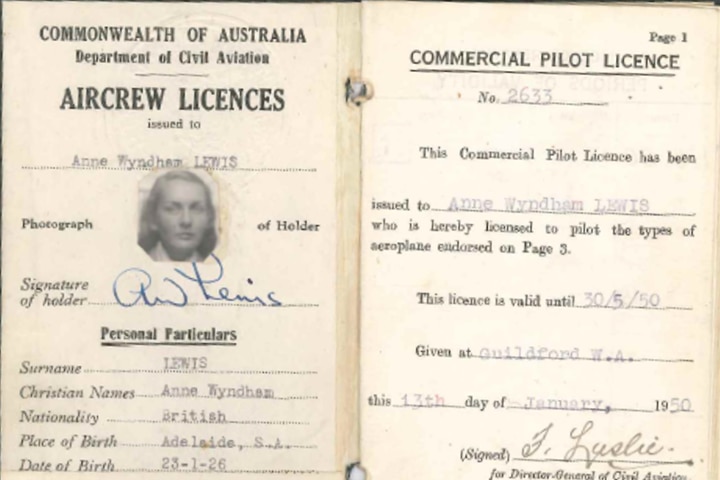 COMMONWEALTH OF AUSTRALIA
Department of Civil Aviation
AIRCREW LICENCES
issued to
Anne Wyndham LEWIS
Photograph of Holder
Signature
of holder AW Lewis
Personal Particulars
Surname LEWIS
Christian Names Anne Wyndham
Nationality British
Place of Birth Adelaide, S.A.
Date of Birth 23-1-26
Page 1
COMMERCIAL PILOT LICENCE
No. 2633
This Commercial Pilot Licence has been
issued to Anne Wyndham LEWIS
who is hereby licensed to pilot the types of
aeroplane endorsed on Page 3.
This licence is valid until 30/5/50
Given at Guildford W.A.
this 13th day of January, 1950
(Signed) F. Leslie.
for Director-General of Civil Aviation.